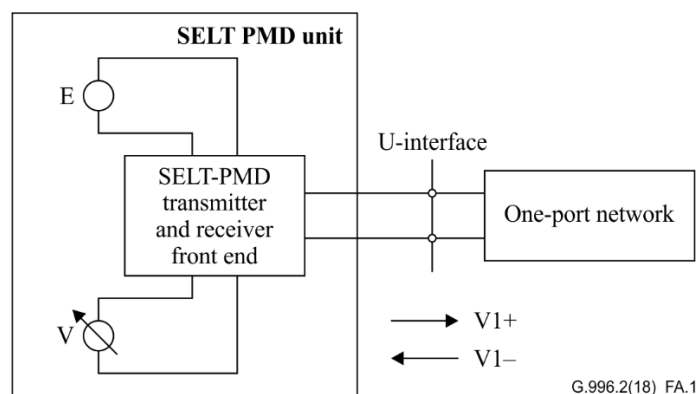 SELT PMD unit
E
U-interface
SELT-PMD
transmitter
and receiver
front end
One-port network
V
V1+
V1–
G.996.2(18)_FA.1